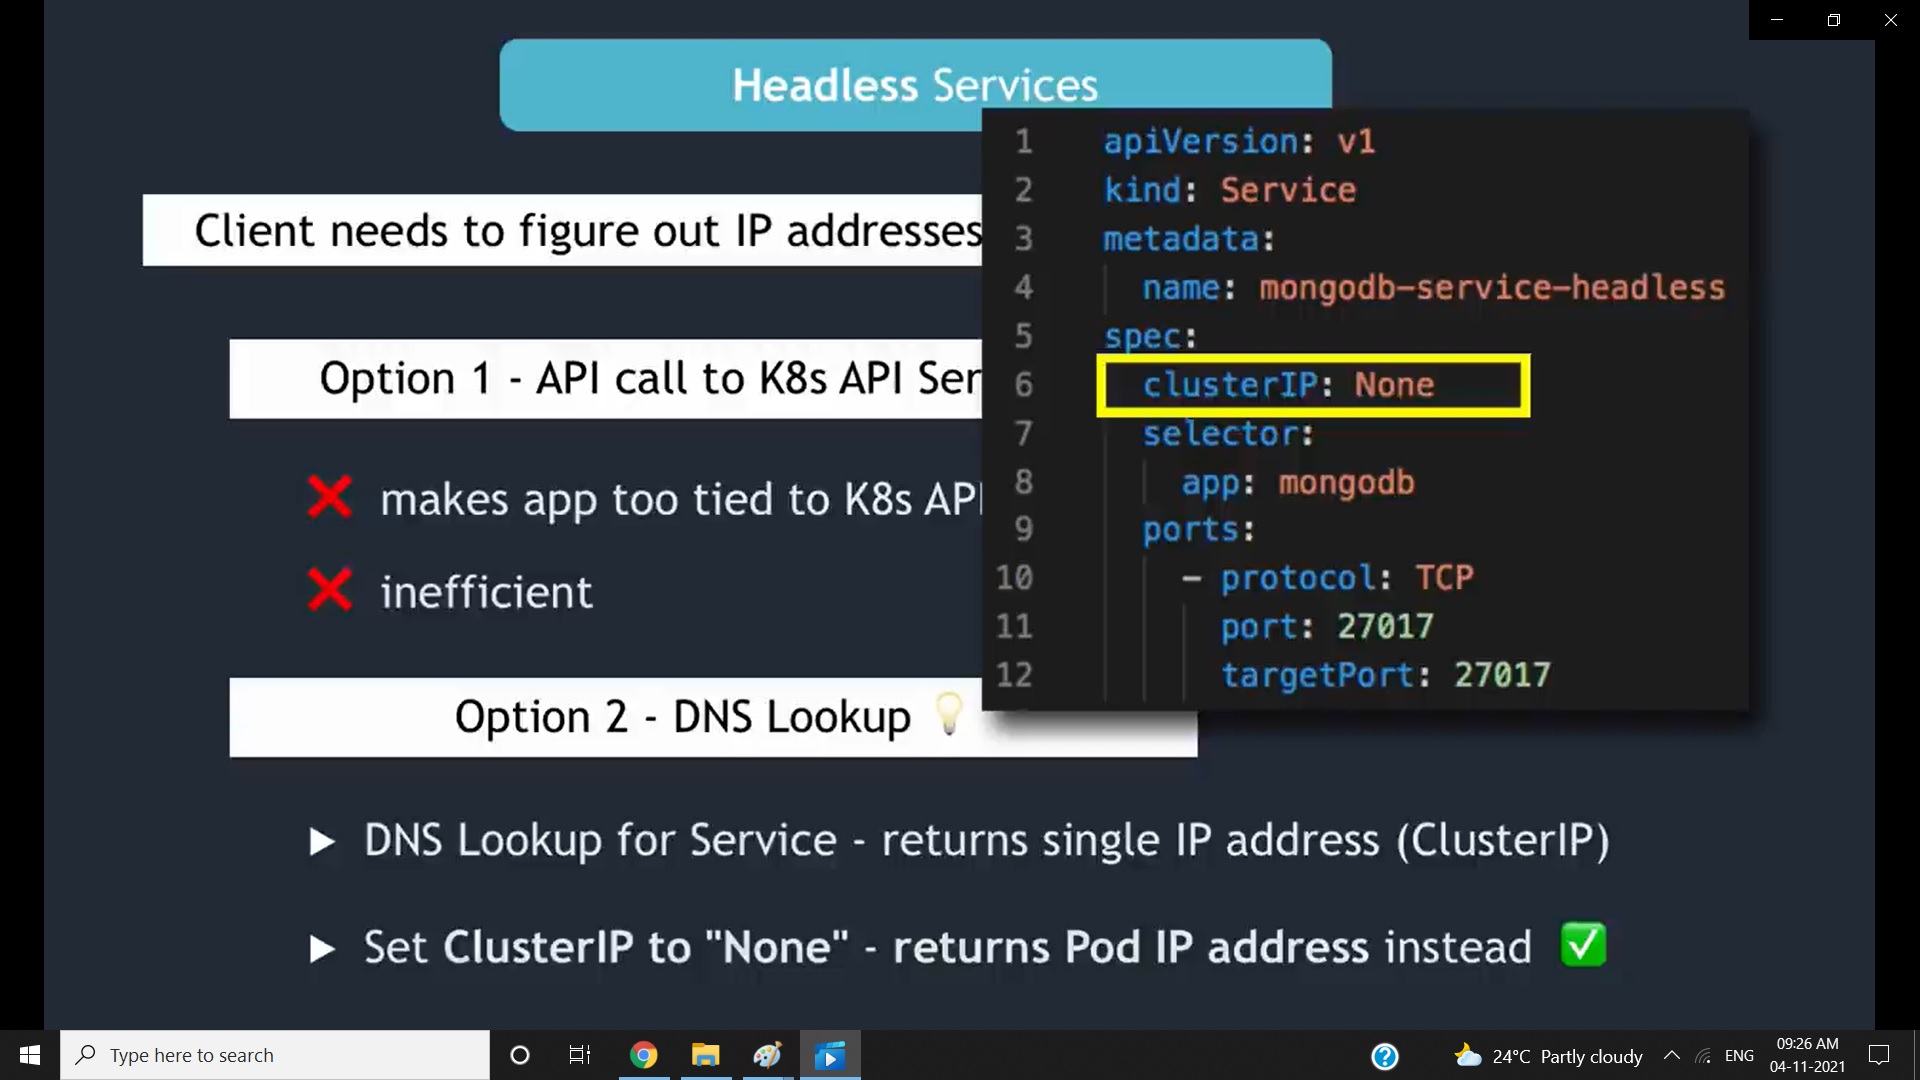 Headless Services
Client needs to figure out IP addresses
Option 1 - API call to K8s API Ser
makes app too tied to K8s API
inefficient
Option 2 - DNS Lookup
1 apiVersion: v1
2 kind: Service
3 metadata:
4 name: mongodb-service-headless
5 spec:
6 clusterIP: None
7 selector:
8 app: mongodb
9 ports:
10 - protocol: TCP
11 port: 27017
12 targetPort: 27017
DNS Lookup for Service - returns single IP address (ClusterIP)
Set ClusterIP to "None" - returns Pod IP address instead
Type here to search
24°C Partly cloudy
ENG
09:26 AM
04-11-2021